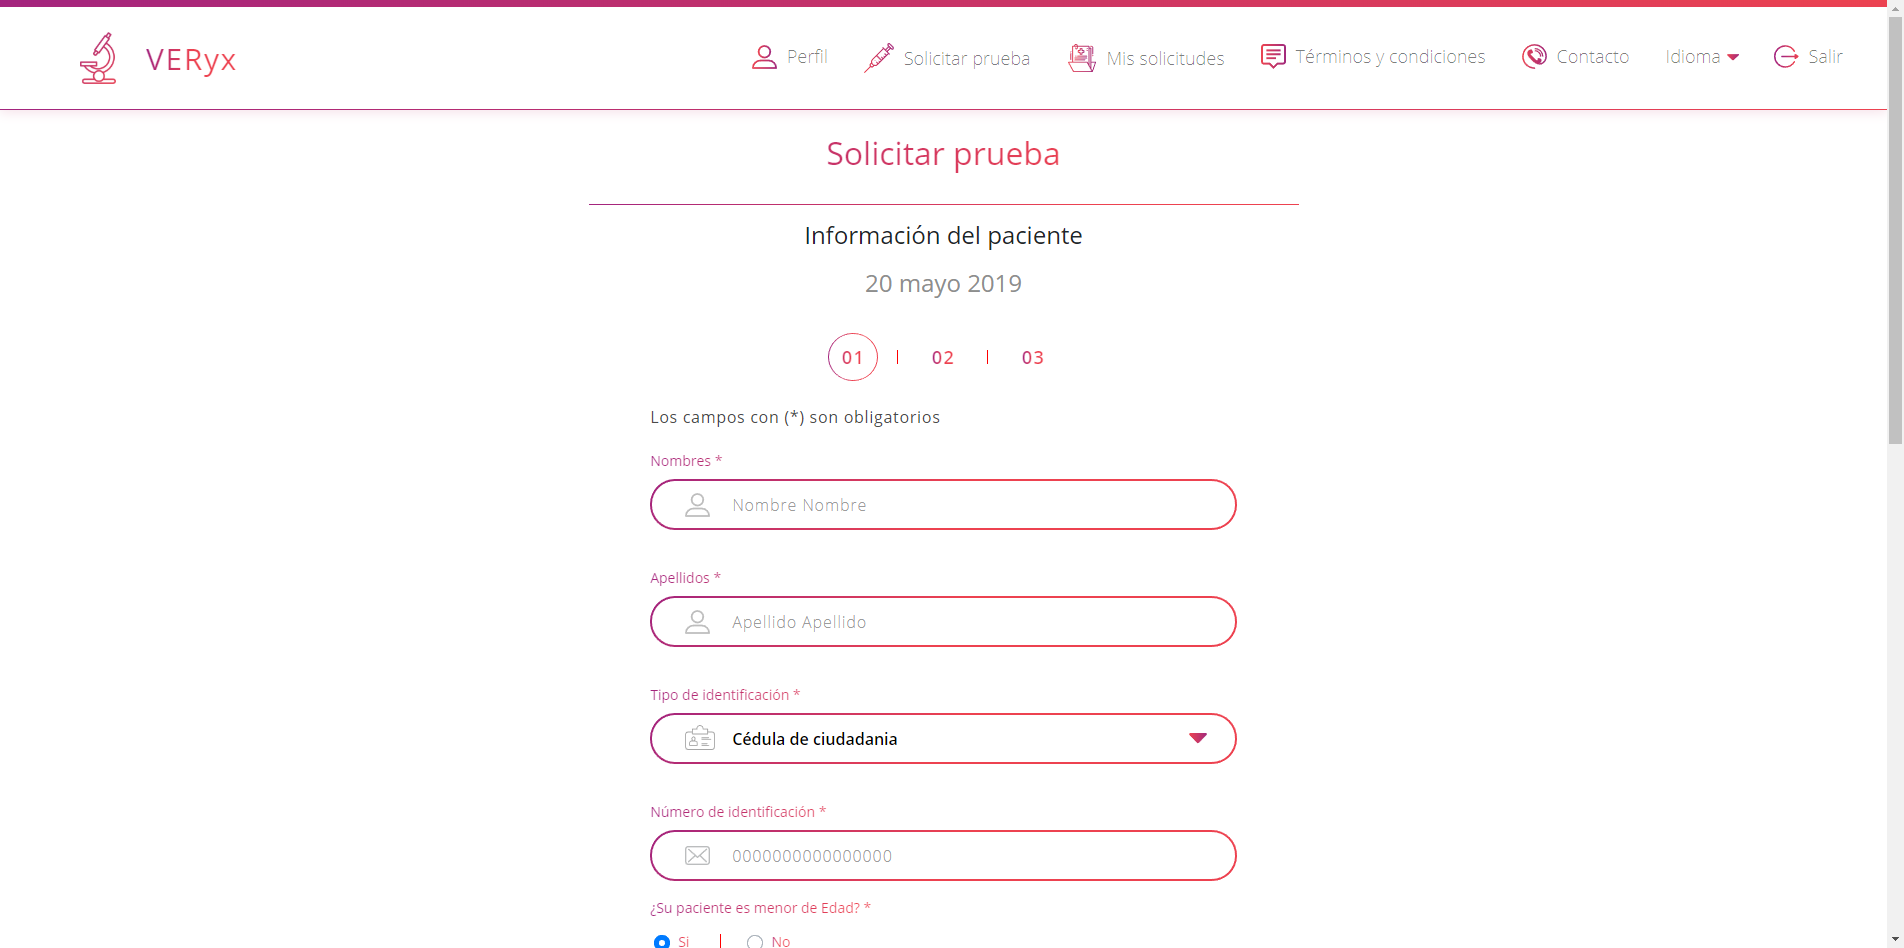 VERyx
Perfil
Solicitar prueba
Mis solicitudes
Términos y condiciones
Contacto
Idioma
Salir
Solicitar prueba
Información del paciente
20 mayo 2019
01 | 02 | 03
Los campos con (*) son obligatorios
Nombres *
Nombre Nombre
Apellidos *
Apellido Apellido
Tipo de identificación *
Cédula de ciudadania
Número de identificación *
0000000000000000
¿Su paciente es menor de Edad? *
Si | No